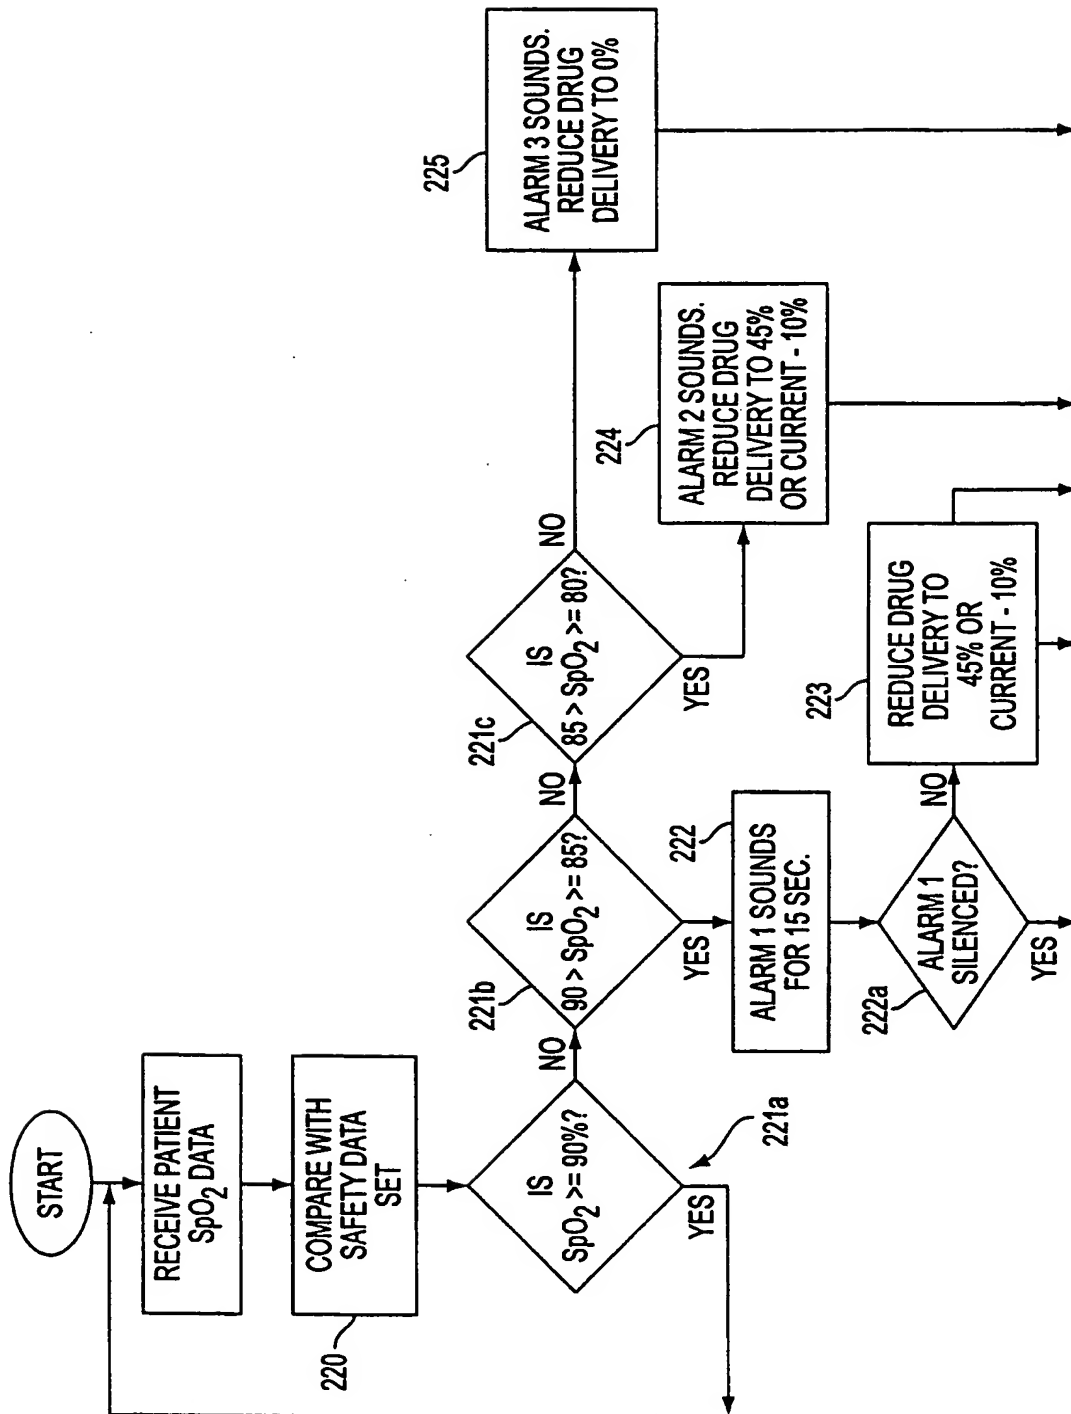 START
RECEIVE PATIENT
SpO2 DATA
COMPARE WITH
SAFETY DATA
SET
220
IS
SpO2 >= 90%?
221a
YES
NO
IS
90 > SpO2 >= 85?
221b
YES
NO
IS
85 > SpO2 >= 80?
221c
YES
NO
ALARM 1 SOUNDS
FOR 15 SEC.
222
ALARM 1
SILENCED?
222a
YES
NO
REDUCE DRUG
DELIVERY TO
45% OR
CURRENT - 10%
223
ALARM 2 SOUNDS.
REDUCE DRUG
DELIVERY TO 45%
OR CURRENT - 10%
224
ALARM 3 SOUNDS.
REDUCE DRUG
DELIVERY TO 0%
225